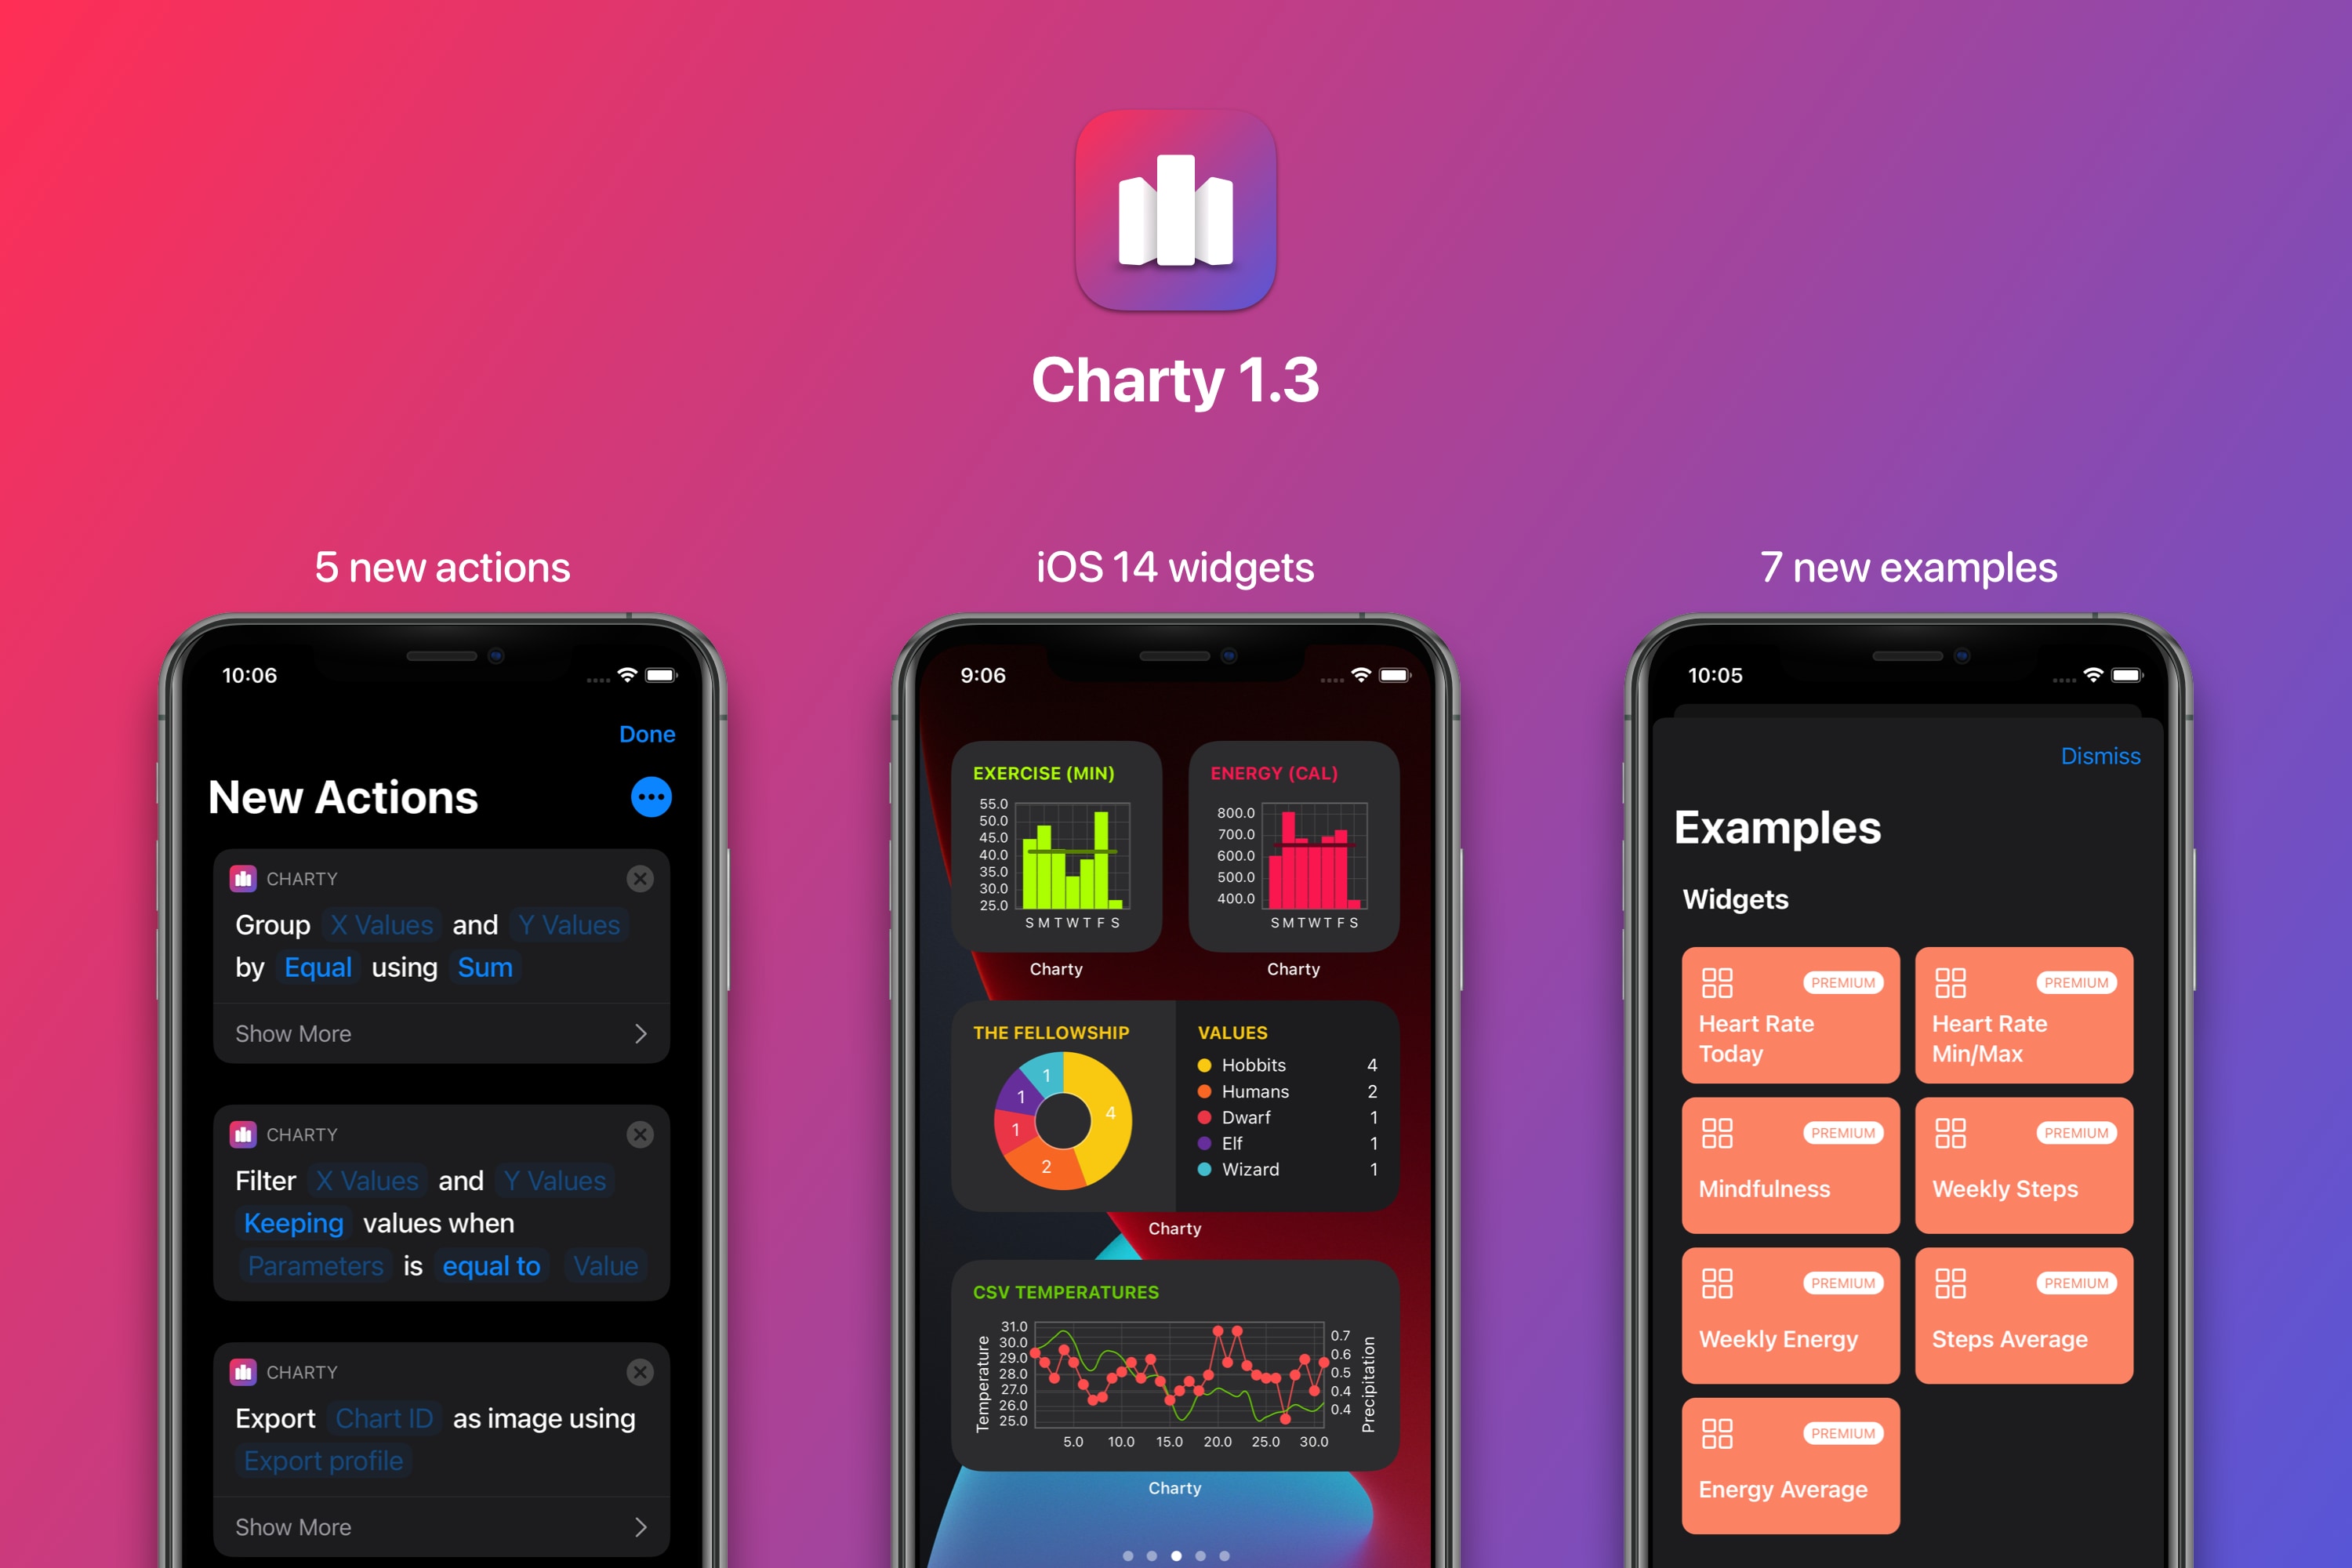 Charty 1.3
5 new actions
10:06
Done
New Actions
CHARTY
Group X Values and Y Values
by Equal using Sum
Show More
CHARTY
Filter X Values and Y Values
Keeping values when
Parameters is equal to Value
CHARTY
Export Chart ID as image using
Export profile
Show More
iOS 14 widgets
9:06
EXERCISE (MIN)
55.0
50.0
45.0
40.0
35.0
30.0
25.0
S M T W T F S
Charty
ENERGY (CAL)
800.0
700.0
600.0
500.0
400.0
S M T W T F S
Charty
THE FELLOWSHIP
1
1
4
1
2
VALUES
Hobbits 4
Humans 2
Dwarf 1
Elf 1
Wizard 1
Charty
CSV TEMPERATURES
Temperature
31.0
30.0
29.0
28.0
27.0
26.0
25.0
0.7
0.6
0.5
0.4
0.4
Precipitation
5.0 10.0 15.0 20.0 25.0 30.0
Charty
7 new examples
10:05
Dismiss
Examples
Widgets
PREMIUM
Heart Rate
Today
PREMIUM
Heart Rate
Min/Max
PREMIUM
Mindfulness
PREMIUM
Weekly Steps
PREMIUM
Weekly Energy
PREMIUM
Steps Average
PREMIUM
Energy Average